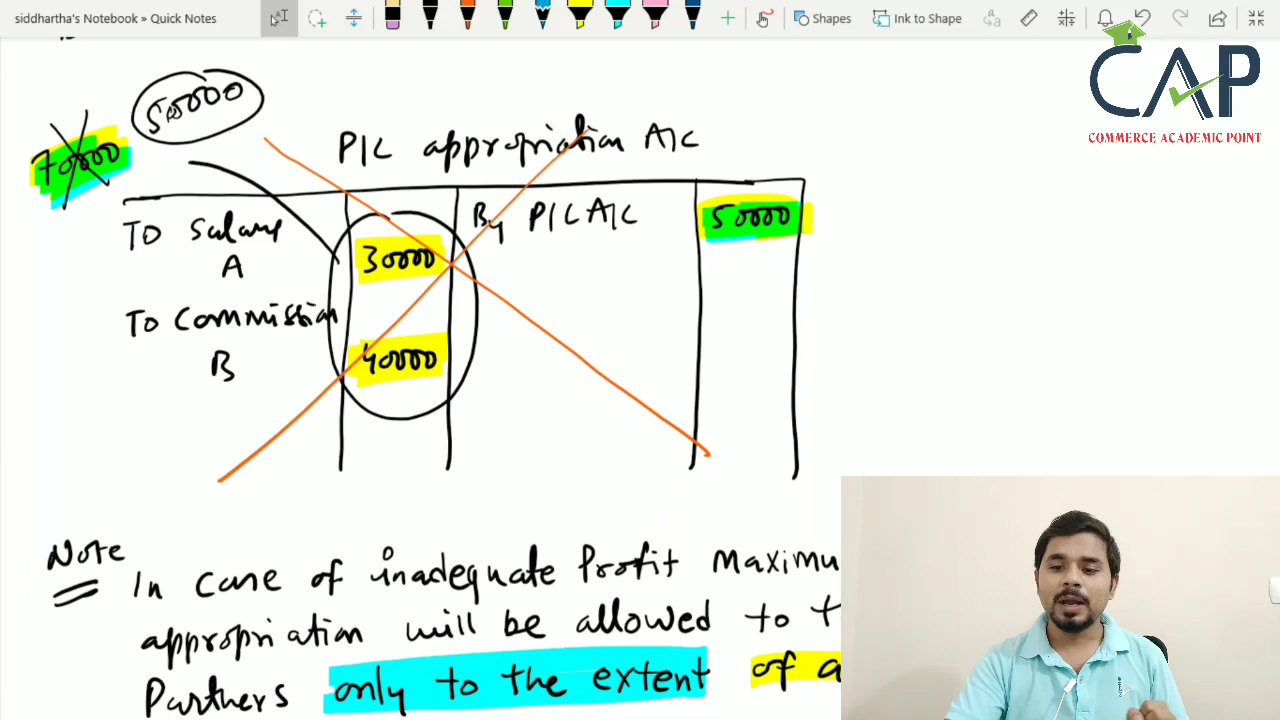 siddhartha's Notebook » Quick Notes
Shapes
Ink to Shape
CAP
COMMERCE ACADEMIC POINT
50000
70000
P/L appropriation A/C
To Salary
A
30000
By P/L A/C
50000
To Commission
B
40000
Note
In case of inadequate Profit Maximu
appropriation will be allowed to t
Partners only to the extent of a